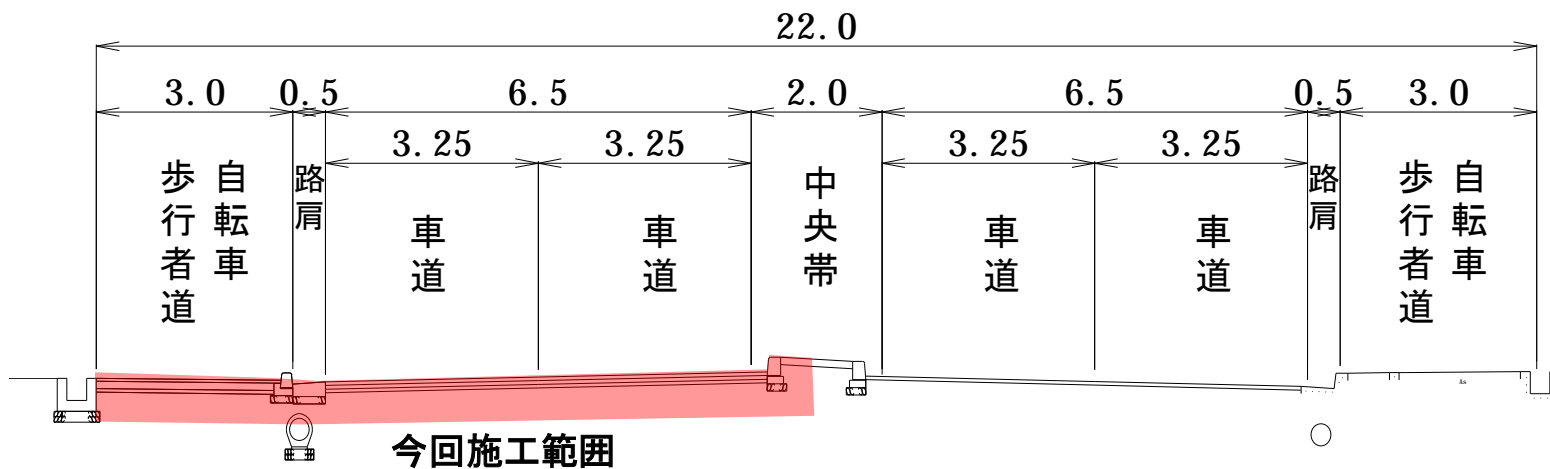 22.0
3.0 0.5 6.5 2.0 6.5 0.5 3.0
3.25 3.25 3.25 3.25
自転車
歩行者道
路肩
車道
車道
中央帯
車道
車道
路肩
自転車
歩行者道
As
今回施工範囲